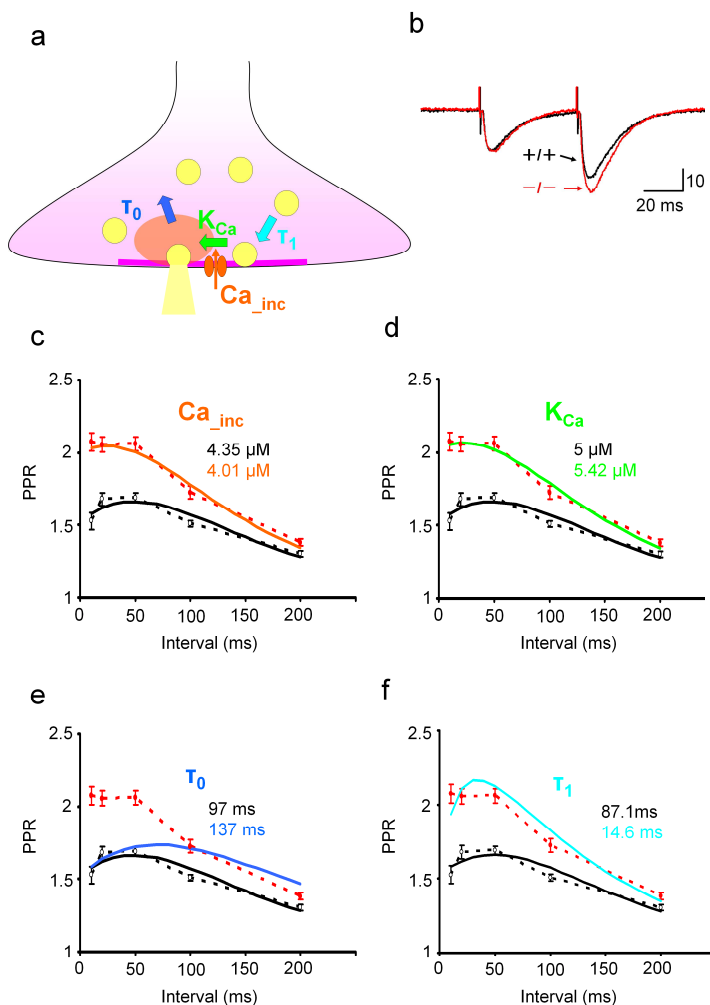 a
τ0
KCa
τ1
Ca_inc
b
+/+
−/−
10
20 ms
c
2.5
2
1.5
1
PPR
Ca_inc
4.35 µM
4.01 µM
0 50 100 150 200
Interval (ms)
d
2.5
2
1.5
1
PPR
KCa
5 µM
5.42 µM
0 50 100 150 200
Interval (ms)
e
2.5
2
1.5
1
PPR
τ0
97 ms
137 ms
0 50 100 150 200
Interval (ms)
f
2.5
2
1.5
1
PPR
τ1
87.1ms
14.6 ms
0 50 100 150 200
Interval (ms)